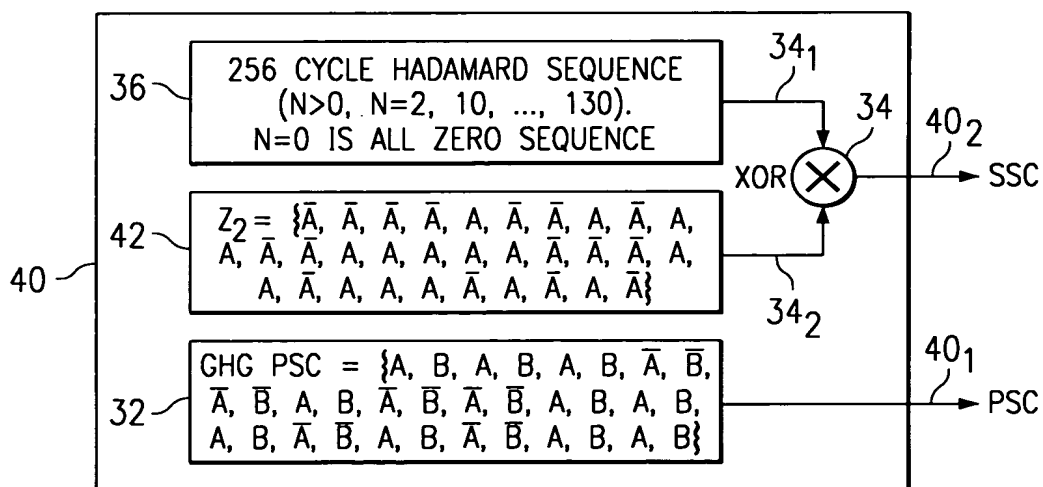 256 CYCLE HADAMARD SEQUENCE
(N>0, N=2, 10, ..., 130).
N=0 IS ALL ZERO SEQUENCE
36
34₁
34
40₂
XOR
SSC
Z₂ = {A̅, A̅, A̅, A̅, A, A̅, A̅, A, A̅, A,
A, A̅, A̅, A, A, A, A, A, A̅, A̅, A̅, A,
A, A̅, A, A, A, A̅, A, A̅, A, A̅}
42
40
34₂
GHG PSC = {A, B, A, B, A, B, A̅, B̅,
A̅, B̅, A, B, A̅, B̅, A̅, B̅, A, B, A, B,
A, B, A̅, B̅, A, B, A̅, B̅, A, B, A, B}
32
40₁
PSC